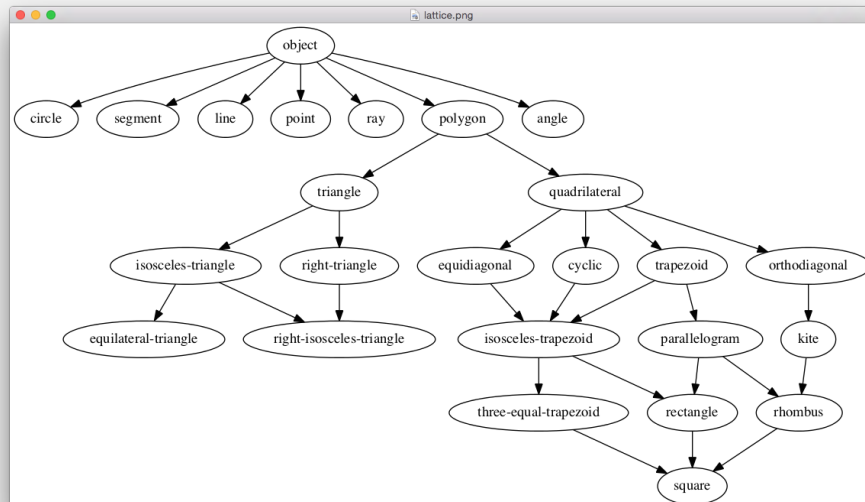 lattice.png
object
circle segment line point ray polygon angle
triangle quadrilateral
isosceles-triangle right-triangle equidiagonal cyclic trapezoid orthodiagonal
equilateral-triangle right-isosceles-triangle isosceles-trapezoid parallelogram kite
three-equal-trapezoid rectangle rhombus
square